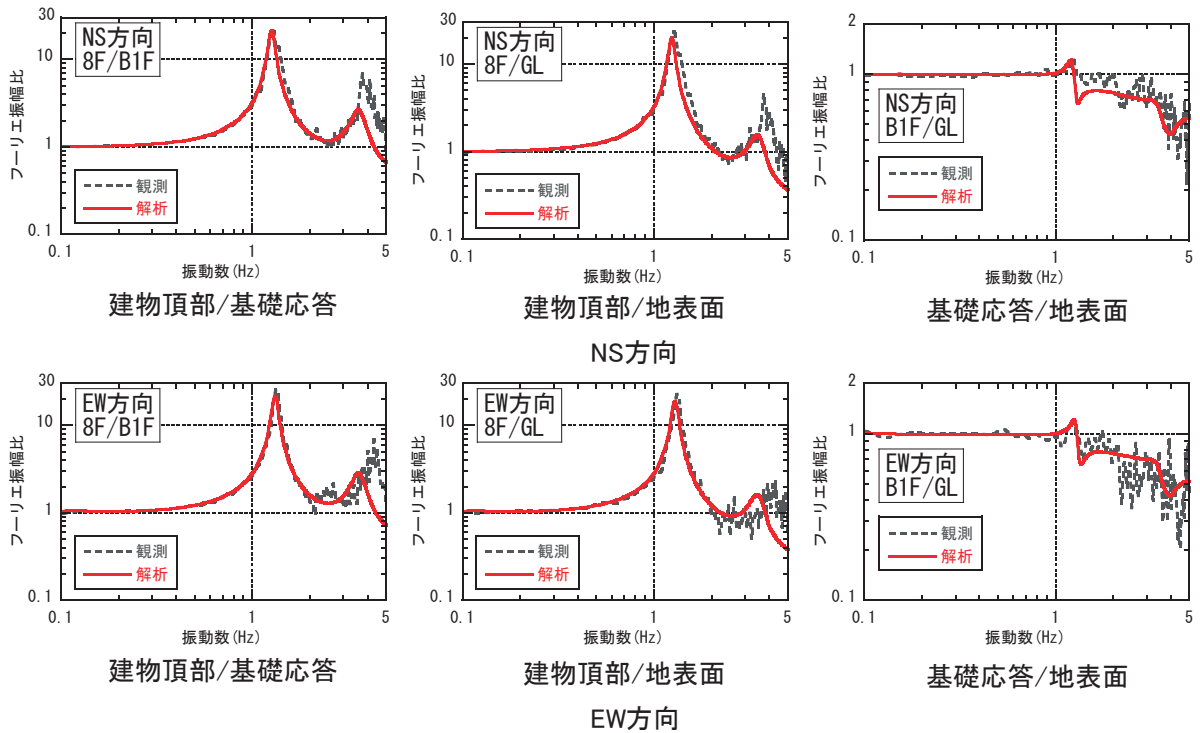 30
10
1
0.1
フーリエ振幅比
NS方向
8F/B1F
観測
解析
0.1
1
5
振動数(Hz)
建物頂部/基礎応答
30
10
1
0.1
フーリエ振幅比
NS方向
8F/GL
観測
解析
0.1
1
5
振動数(Hz)
建物頂部/地表面
2
1
0.1
フーリエ振幅比
NS方向
B1F/GL
観測
解析
0.1
1
5
振動数(Hz)
基礎応答/地表面
NS方向
30
10
1
0.1
フーリエ振幅比
EW方向
8F/B1F
観測
解析
0.1
1
5
振動数(Hz)
建物頂部/基礎応答
30
10
1
0.1
フーリエ振幅比
EW方向
8F/GL
観測
解析
0.1
1
5
振動数(Hz)
建物頂部/地表面
2
1
0.1
フーリエ振幅比
EW方向
B1F/GL
観測
解析
0.1
1
5
振動数(Hz)
基礎応答/地表面
EW方向